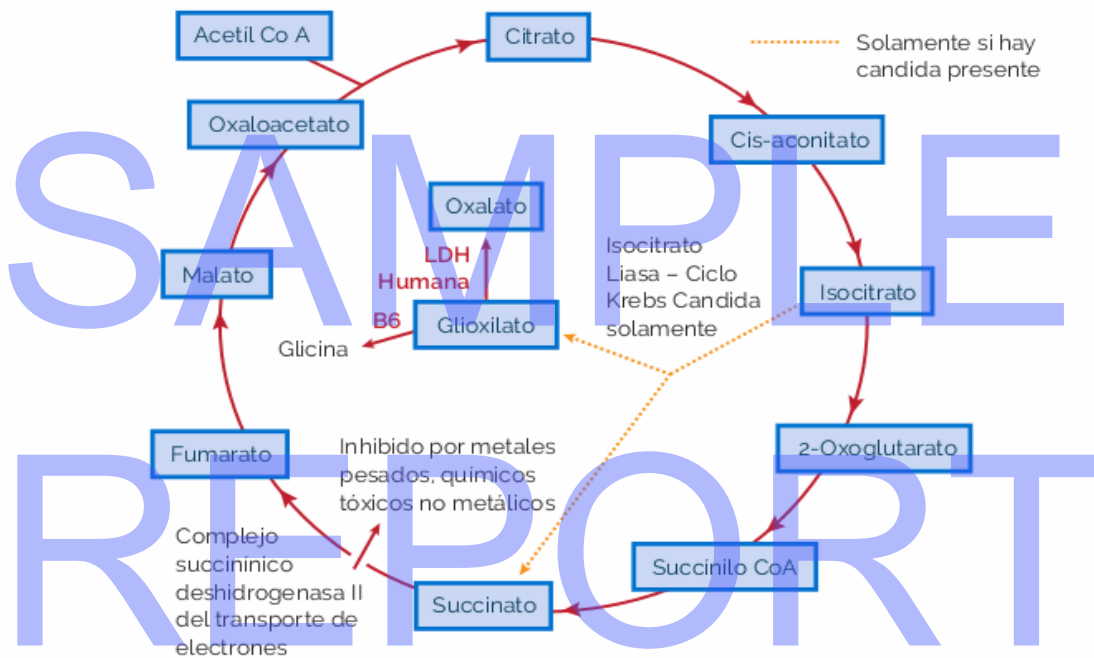 Acetil Co A
Citrato
Solamente si hay
candida presente
Oxaloacetato
Cis-aconitato
SAMPLE
Oxalato
LDH
Humana
Isocitrato
Liasa – Ciclo
Krebs Candida
solamente
Malato
Isocitrato
B6
Glioxilato
Glicina
Fumarato
Inhibido por metales
pesados, químicos
tóxicos no metálicos
2-Oxoglutarato
REPORT
Complejo
succinínico
deshidrogenasa II
del transporte de
electrones
Succinilo CoA
Succinato